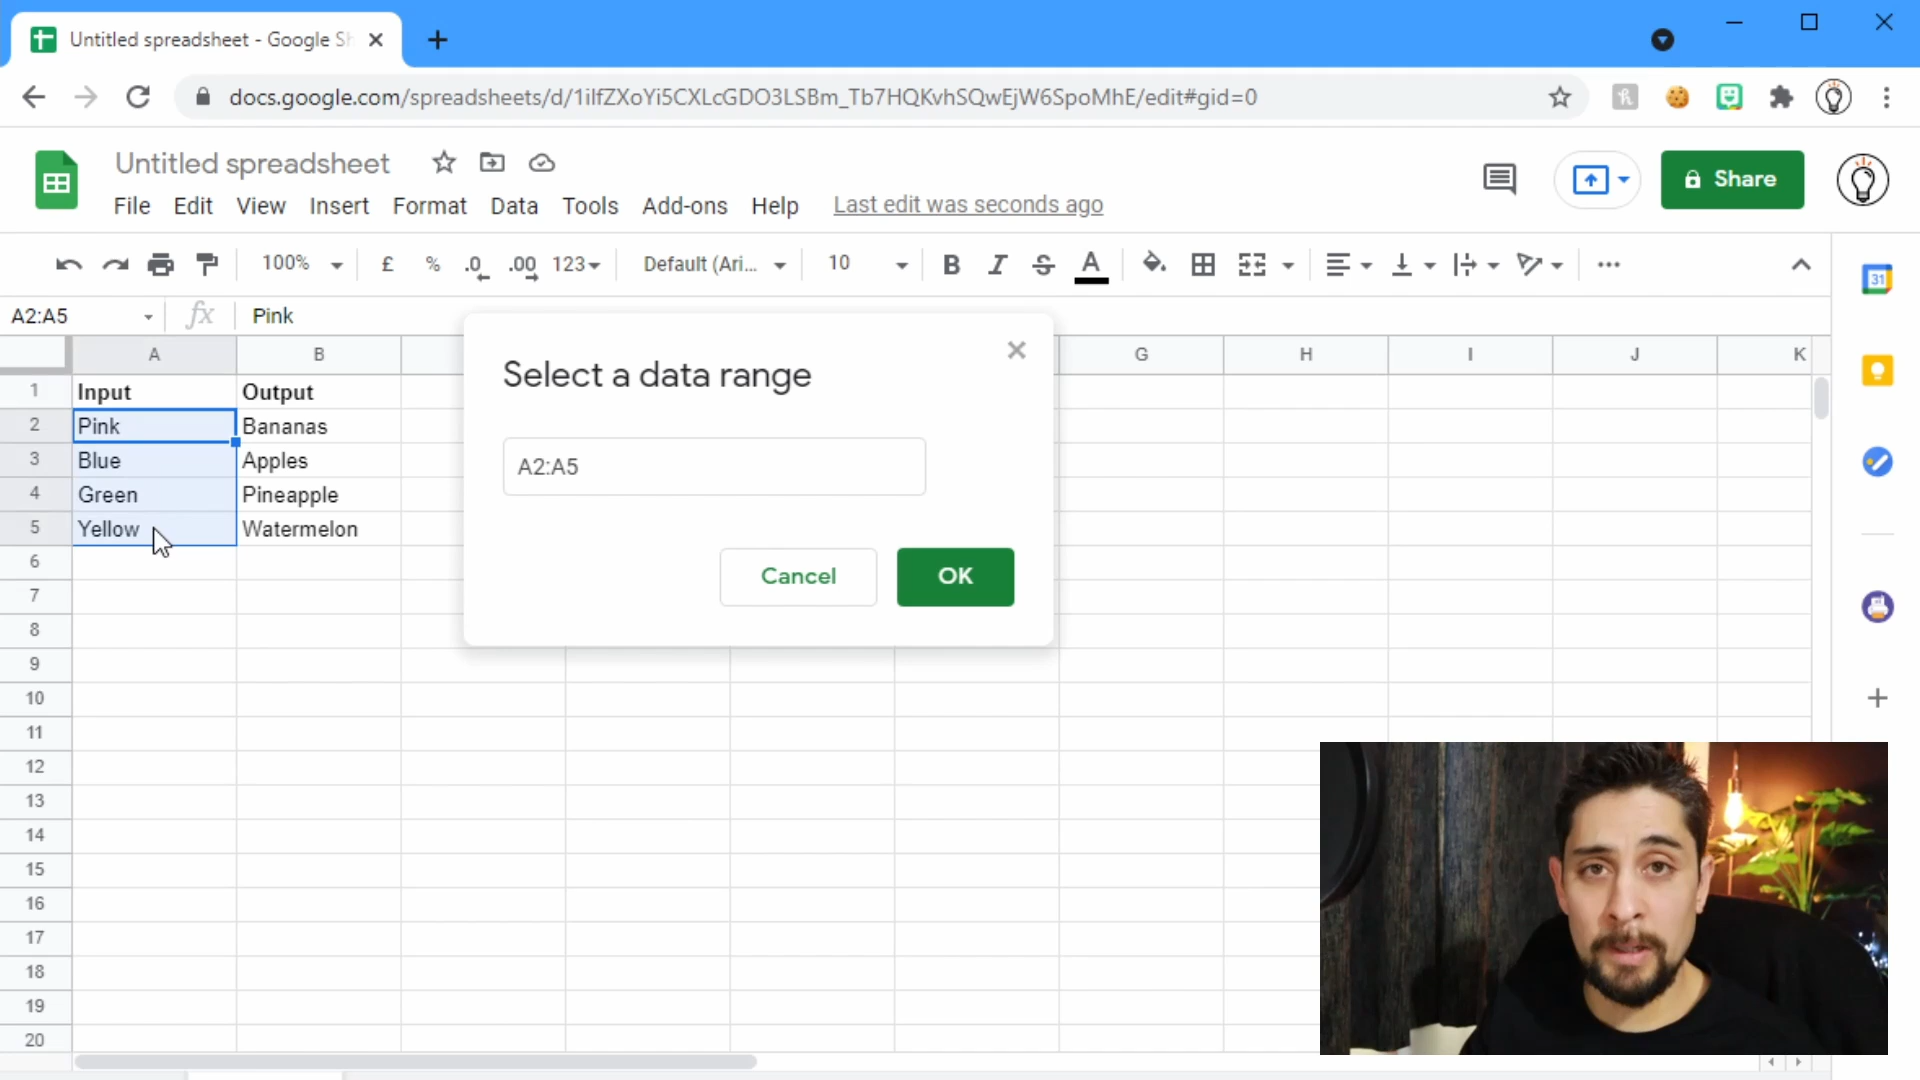 Untitled spreadsheet - Google Sh
docs.google.com/spreadsheets/d/1ilfZXoYi5CXLcGDO3LSBm_Tb7HQKvhSQwEjW6SpoMhE/edit#gid=0
Untitled spreadsheet
File Edit View Insert Format Data Tools Add-ons Help Last edit was seconds ago
Share
31
100% £ % .0 .00 123 Default (Ari... 10 B I S A
A2:A5 fx Pink
A B G H I J K
1 Input Output
2 Pink Bananas
3 Blue Apples
4 Green Pineapple
5 Yellow Watermelon
6
7
8
9
10
11
12
13
14
15
16
17
18
19
20
Select a data range
A2:A5
Cancel OK